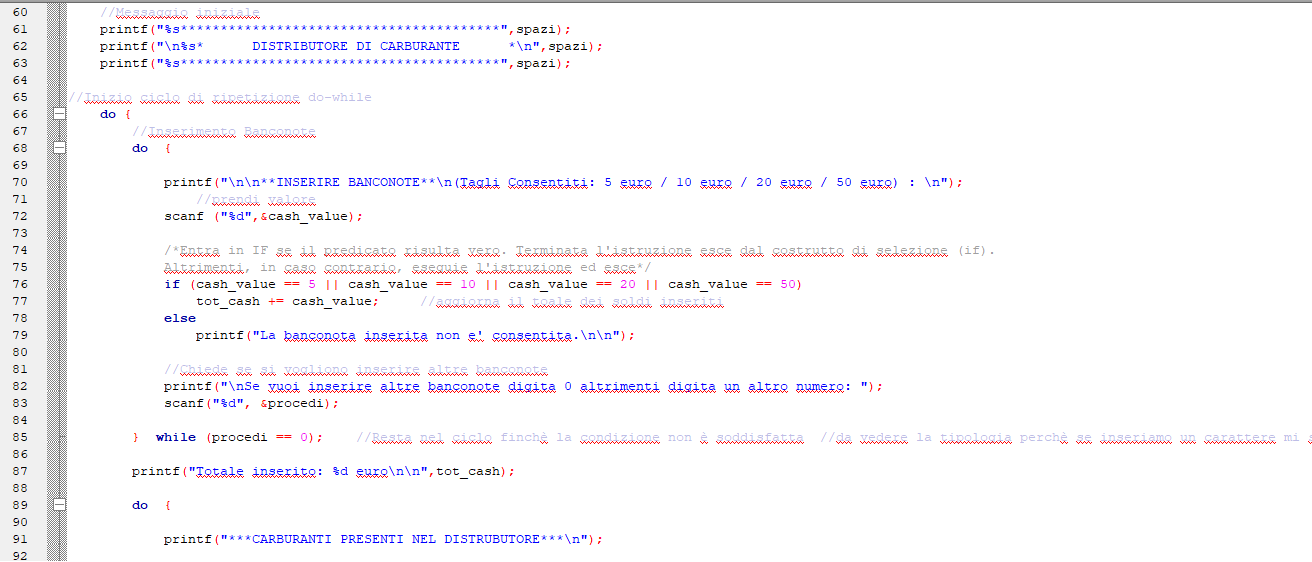 60 //Messaggio iniziale
61 printf("%s****************************************",spazi);
62 printf("\n%s* DISTRIBUTORE DI CARBURANTE *\n",spazi);
63 printf("%s****************************************",spazi);
64
65 //Inizio ciclo di ripetizione do-while
66 do {
67 //Inserimento Banconote
68 do {
69
70 printf("\n\n**INSERIRE BANCONOTE**\n(Tagli Consentiti: 5 euro / 10 euro / 20 euro / 50 euro) : \n");
71 //prendi valore
72 scanf ("%d",&cash_value);
73
74 /*Entra in IF se il predicato risulta vero. Terminata l'istruzione esce dal costrutto di selezione (if).
75 Altrimenti, in caso contrario, eseguie l'istruzione ed esce*/
76 if (cash_value == 5 || cash_value == 10 || cash_value == 20 || cash_value == 50)
77 tot_cash += cash_value; //aggiorna il toale dei soldi inseriti
78 else
79 printf("La banconota inserita non e' consentita.\n\n");
80
81 //Chiede se si vogliono inserire altre banconote
82 printf("\nSe vuoi inserire altre banconote digita 0 altrimenti digita un altro numero: ");
83 scanf("%d", &procedi);
84
85 } while (procedi == 0); //Resta nel ciclo finchè la condizione non è soddisfatta //da vedere la tipologia perchè se inseriamo un carattere mi
86
87 printf("Totale inserito: %d euro\n\n",tot_cash);
88
89 do {
90
91 printf("***CARBURANTI PRESENTI NEL DISTRUBUTORE***\n");
92